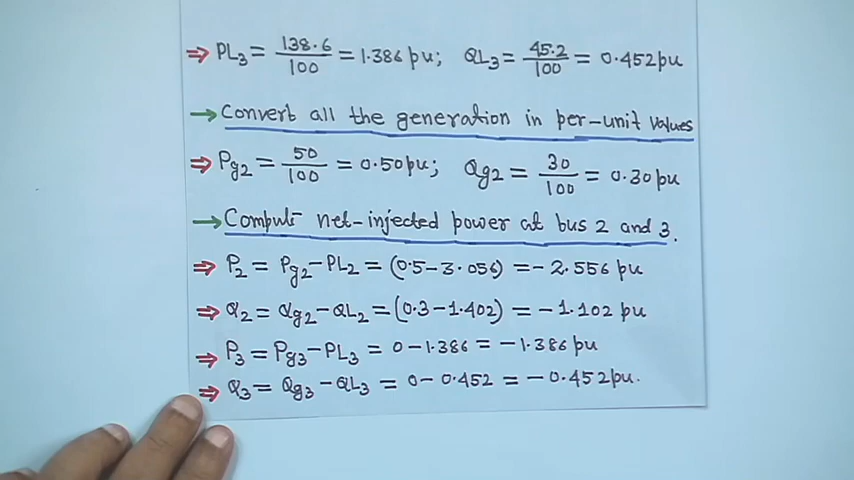 ⇒ PL₃ = 138.6/100 = 1.386 pu; QL₃ = 45.2/100 = 0.452 pu
→ Convert all the generation in per-unit values
⇒ Pg₂ = 50/100 = 0.50 pu; Qg₂ = 30/100 = 0.30 pu
→ Compute net-injected power at bus 2 and 3.
⇒ P₂ = Pg₂ - PL₂ = (0.5 - 3.056) = - 2.556 pu
⇒ Q₂ = Qg₂ - QL₂ = (0.3 - 1.402) = - 1.102 pu
⇒ P₃ = Pg₃ - PL₃ = 0 - 1.386 = - 1.386 pu
⇒ Q₃ = Qg₃ - QL₃ = 0 - 0.452 = - 0.452 pu.